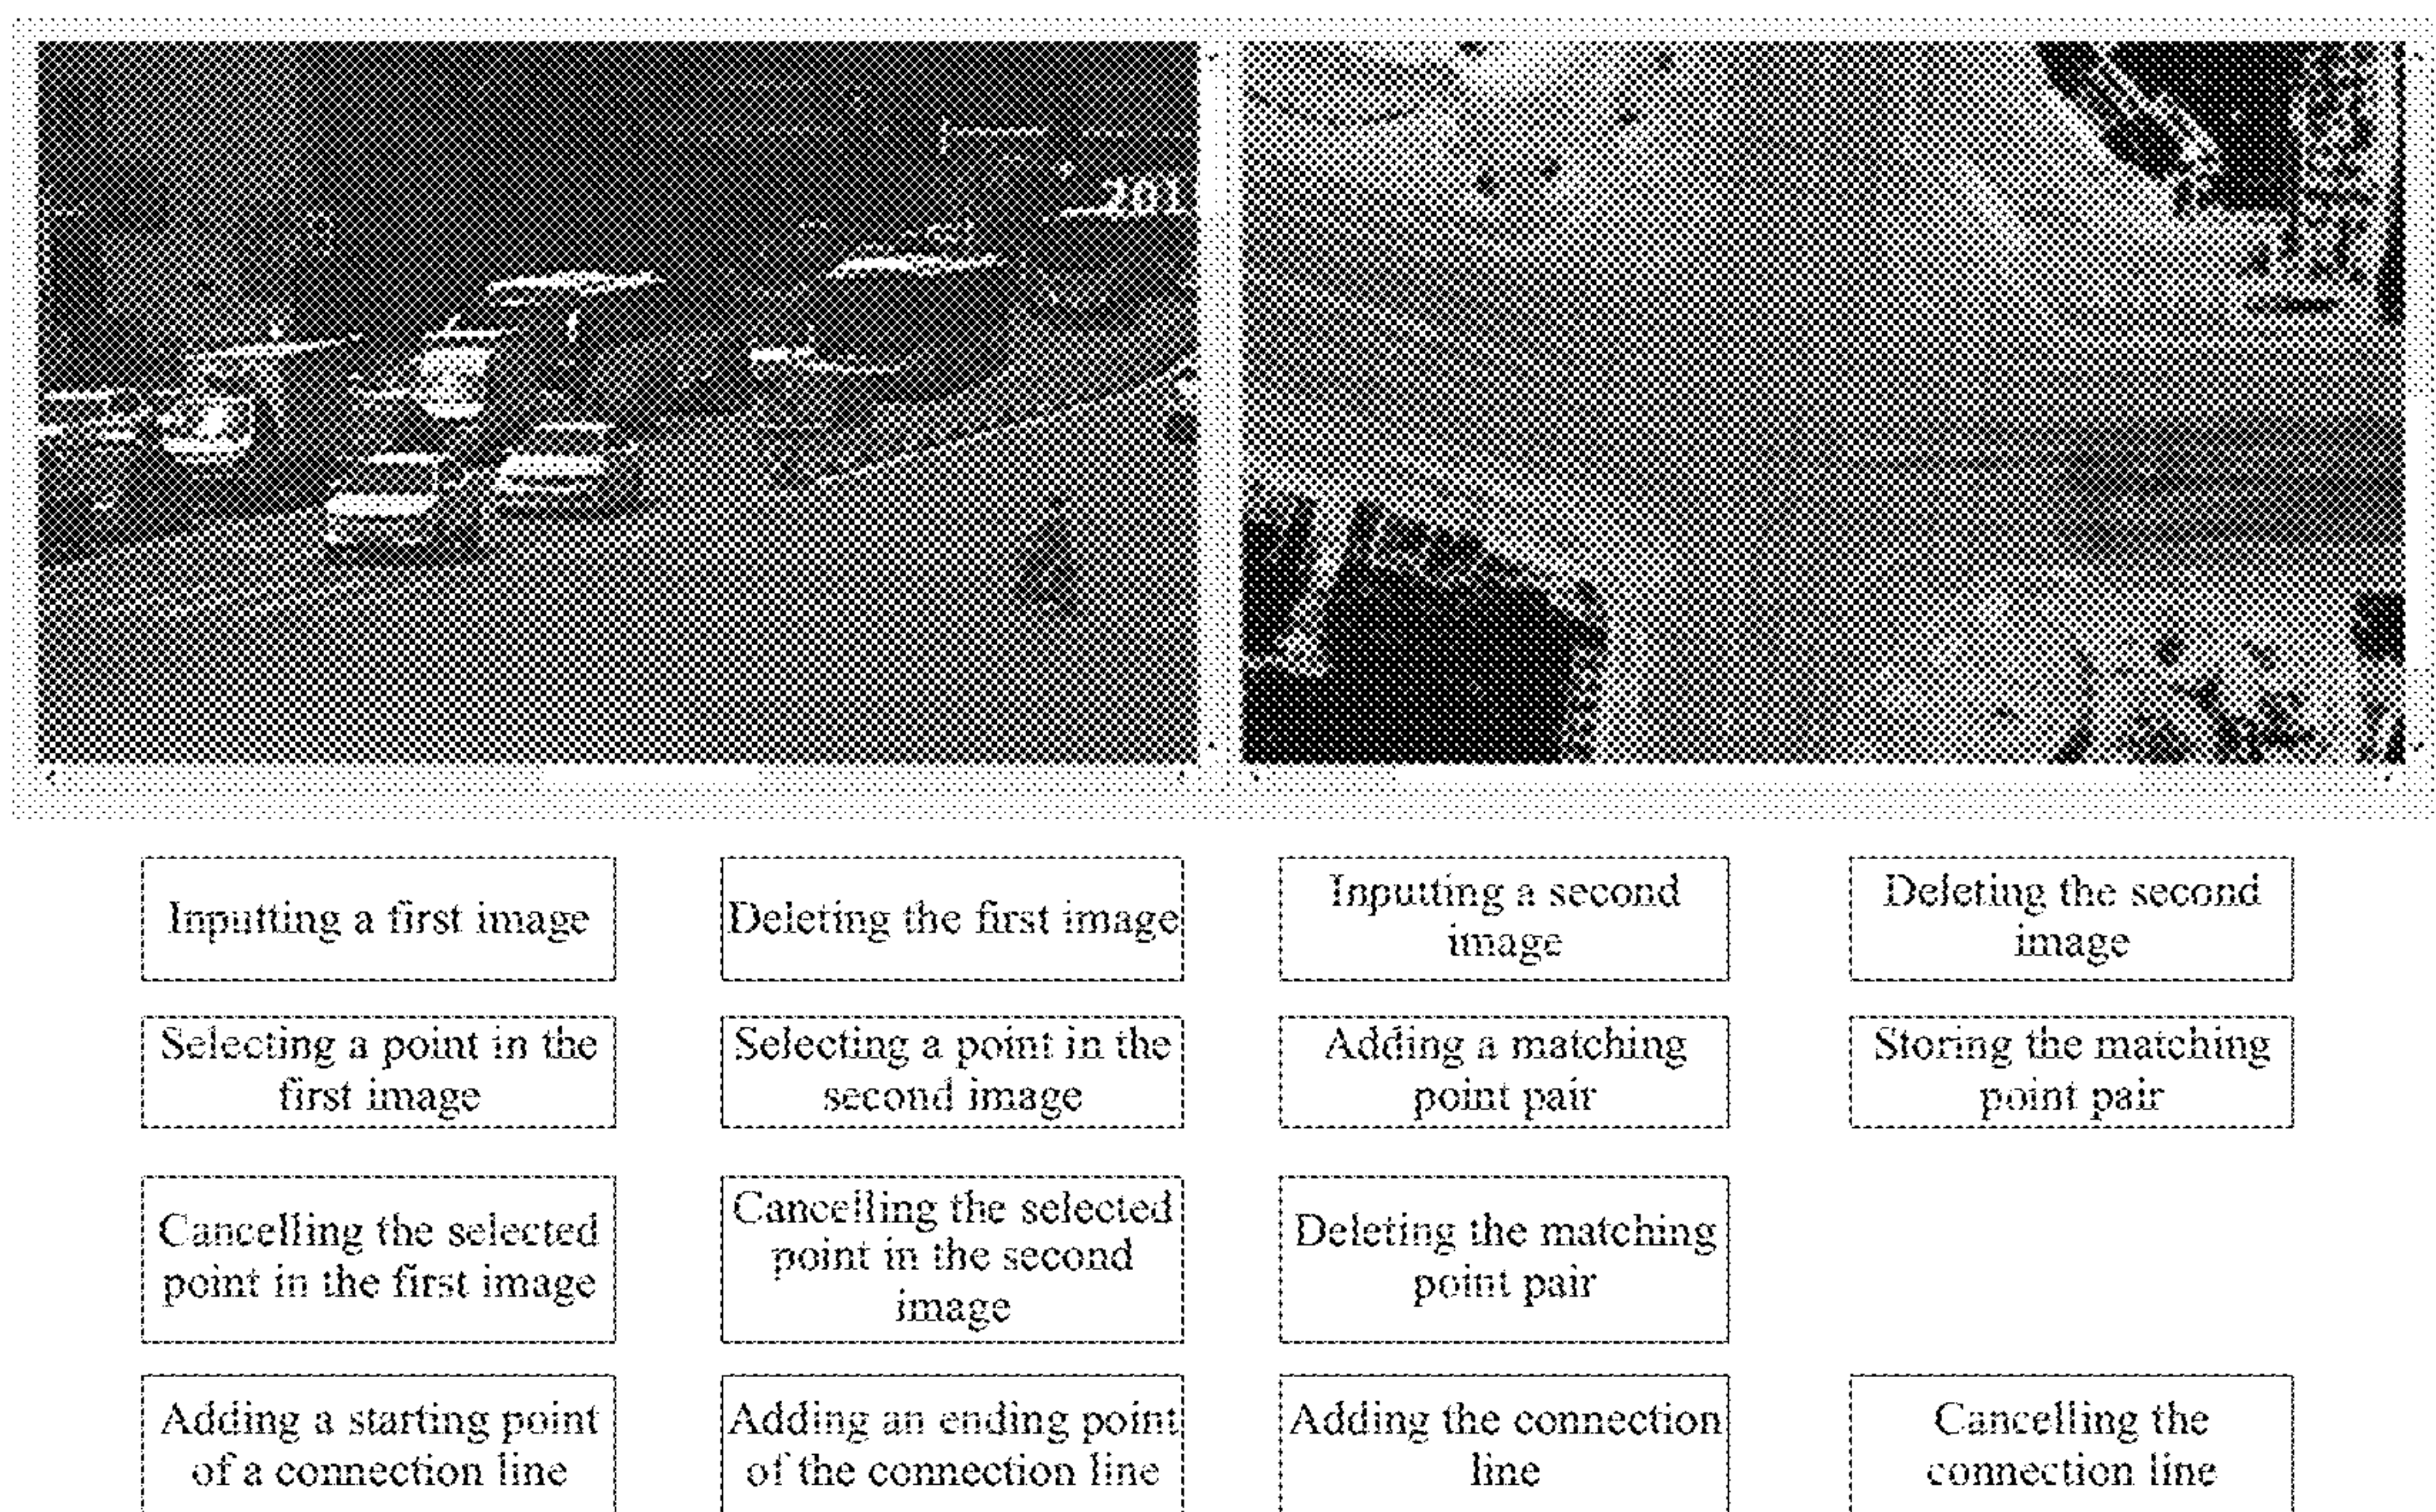 201
Inputting a first image
Deleting the first image
Inputting a second
image
Deleting the second
image
Selecting a point in the
first image
Selecting a point in the
second image
Adding a matching
point pair
Storing the matching
point pair
Cancelling the selected
point in the first image
Cancelling the selected
point in the second
image
Deleting the matching
point pair
Adding a starting point
of a connection line
Adding an ending point
of the connection line
Adding the connection
line
Cancelling the
connection line